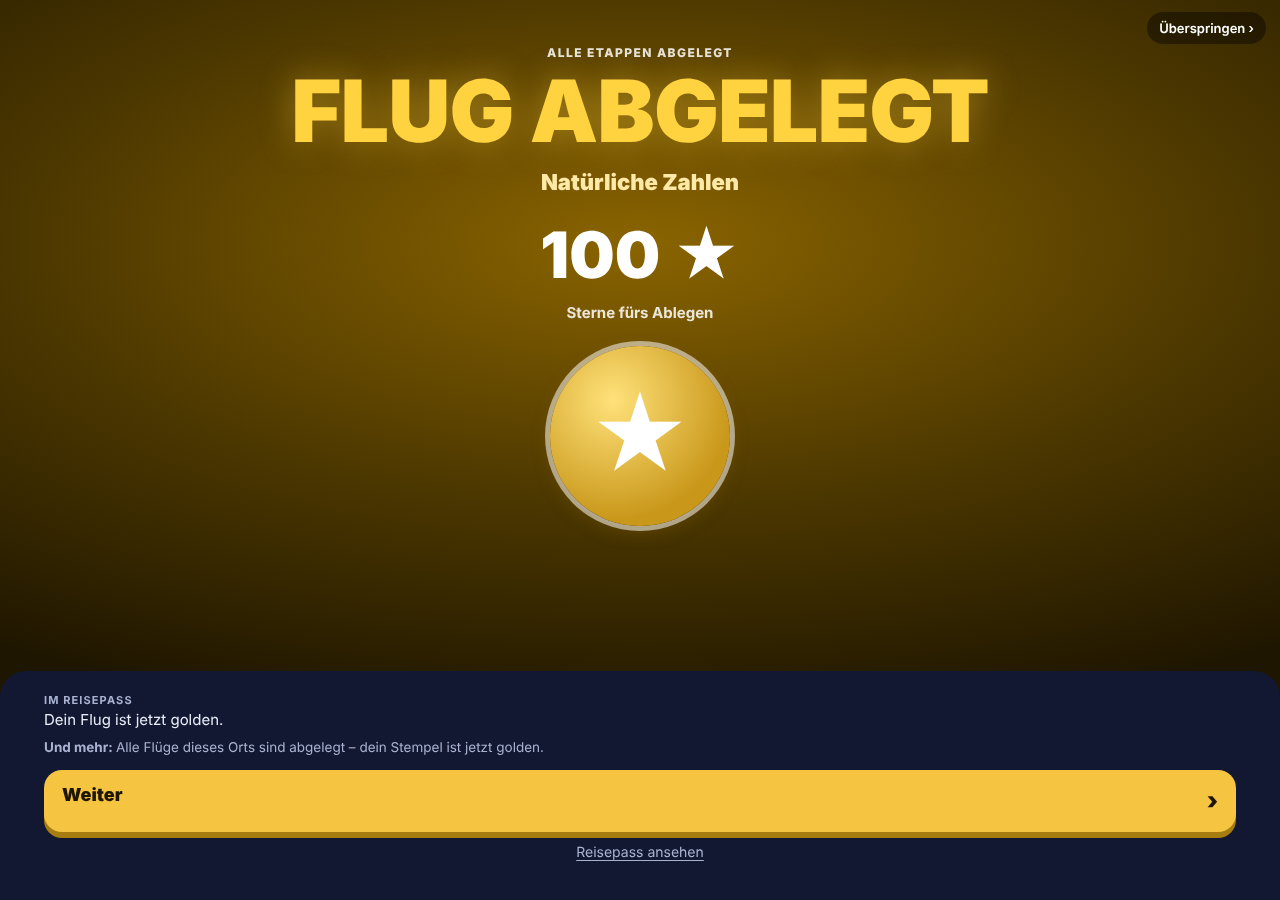 Überspringen ›
ALLE ETAPPEN ABGELEGT
FLUG ABGELEGT
Natürliche Zahlen
100 ★
Sterne fürs Ablegen
IM REISEPASS
Dein Flug ist jetzt golden.
Und mehr: Alle Flüge dieses Orts sind abgelegt – dein Stempel ist jetzt golden.
Weiter ›
Reisepass ansehen